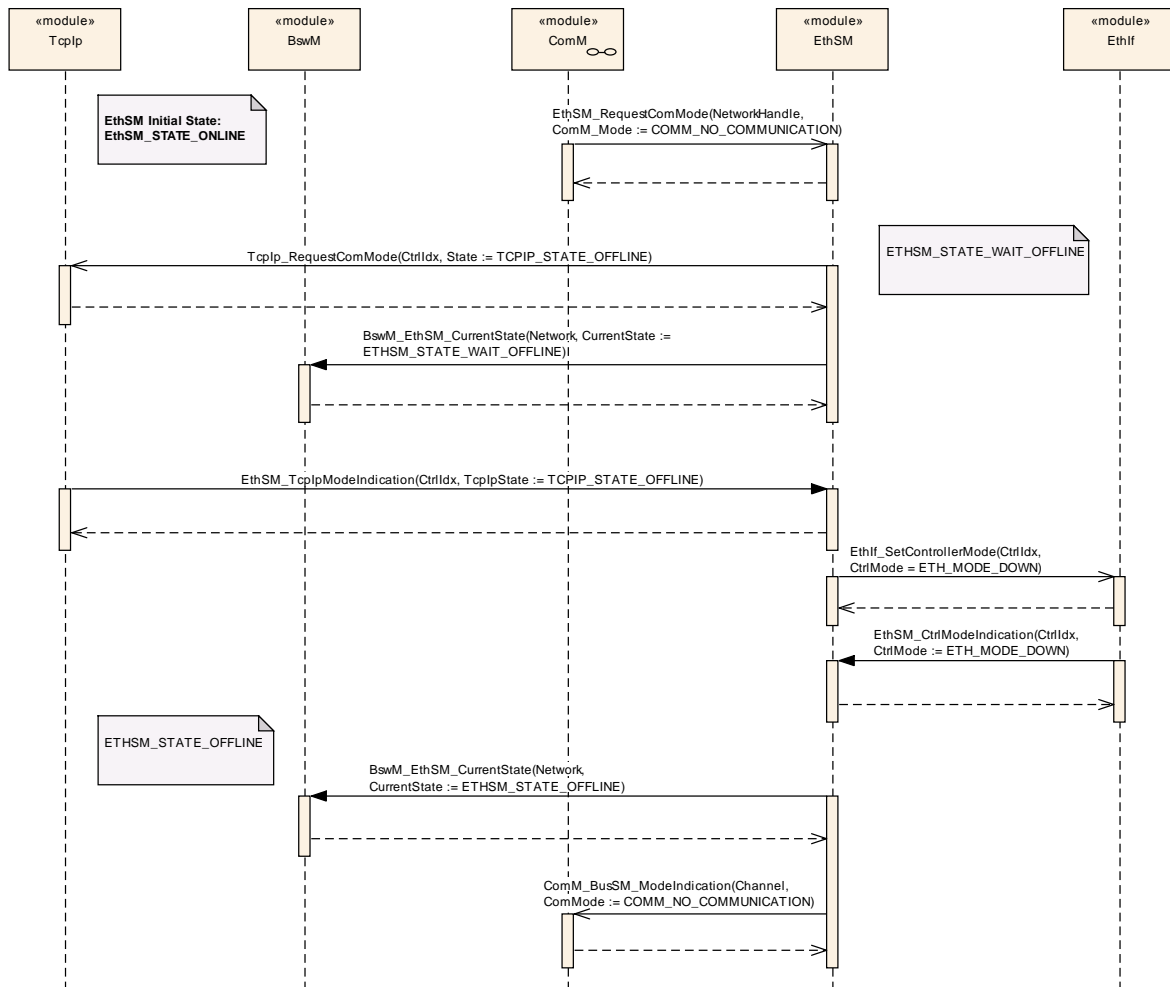 «module»
TcpIp
«module»
BswM
«module»
ComM
«module»
EthSM
«module»
EthIf
EthSM Initial State:
EthSM_STATE_ONLINE
EthSM_RequestComMode(NetworkHandle,
ComM_Mode := COMM_NO_COMMUNICATION)
ETHSM_STATE_WAIT_OFFLINE
TcpIp_RequestComMode(CtrlIdx, State := TCPIP_STATE_OFFLINE)
BswM_EthSM_CurrentState(Network, CurrentState :=
ETHSM_STATE_WAIT_OFFLINE)
EthSM_TcpIpModeIndication(CtrlIdx, TcpIpState := TCPIP_STATE_OFFLINE)
EthIf_SetControllerMode(CtrlIdx,
CtrlMode = ETH_MODE_DOWN)
EthSM_CtrlModeIndication(CtrlIdx,
CtrlMode := ETH_MODE_DOWN)
ETHSM_STATE_OFFLINE
BswM_EthSM_CurrentState(Network,
CurrentState := ETHSM_STATE_OFFLINE)
ComM_BusSM_ModeIndication(Channel,
ComMode := COMM_NO_COMMUNICATION)